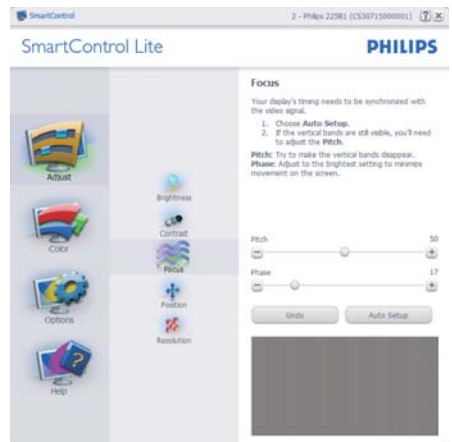 SmartControl
2 - Philips 225B1 (CS30715000001)
SmartControl Lite
PHILIPS
Adjust
Color
Options
Help
Brightness
Contrast
Focus
Position
Resolution
Focus
Your display's timing needs to be synchronized with
the video signal.
1. Choose Auto Setup.
2. If the vertical bands are still visible, you'll need
to adjust the Pitch.
Pitch: Try to make the vertical bands disappear.
Phase: Adjust to the brightest setting to minimize
movement on the screen.
Pitch 50
Phase 17
Undo
Auto Setup